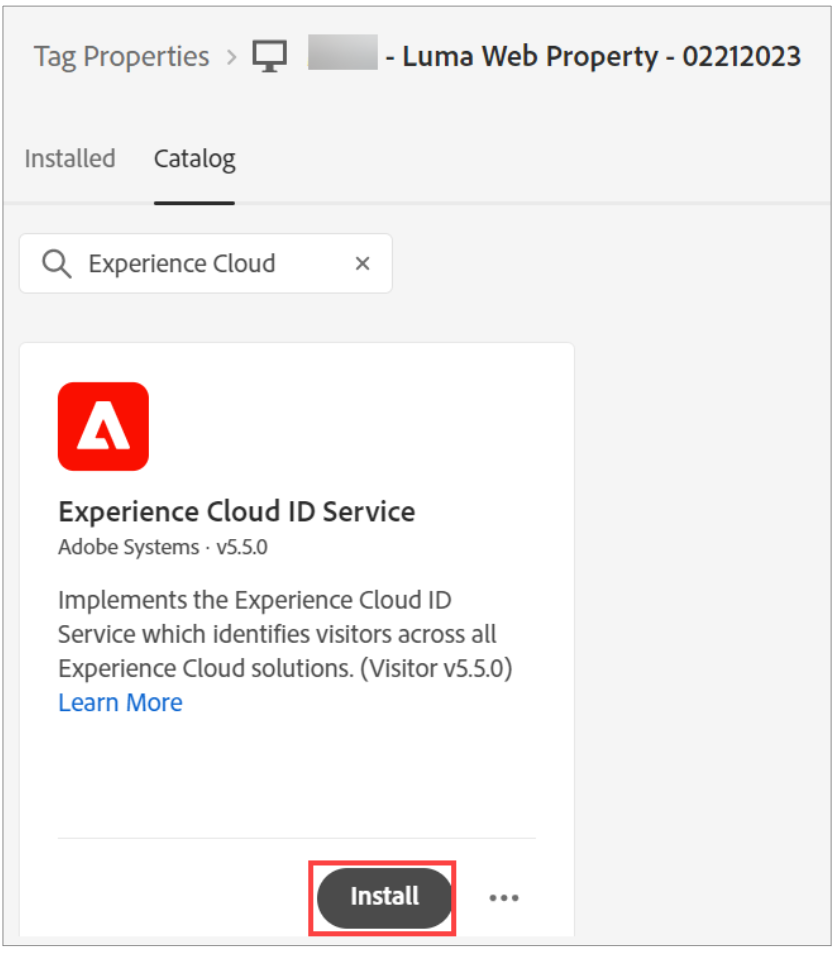 Tag Properties > - Luma Web Property - 02212023
Installed Catalog
Experience Cloud ×
Experience Cloud ID Service
Adobe Systems · v5.5.0
Implements the Experience Cloud ID
Service which identifies visitors across all
Experience Cloud solutions. (Visitor v5.5.0)
Learn More
Install